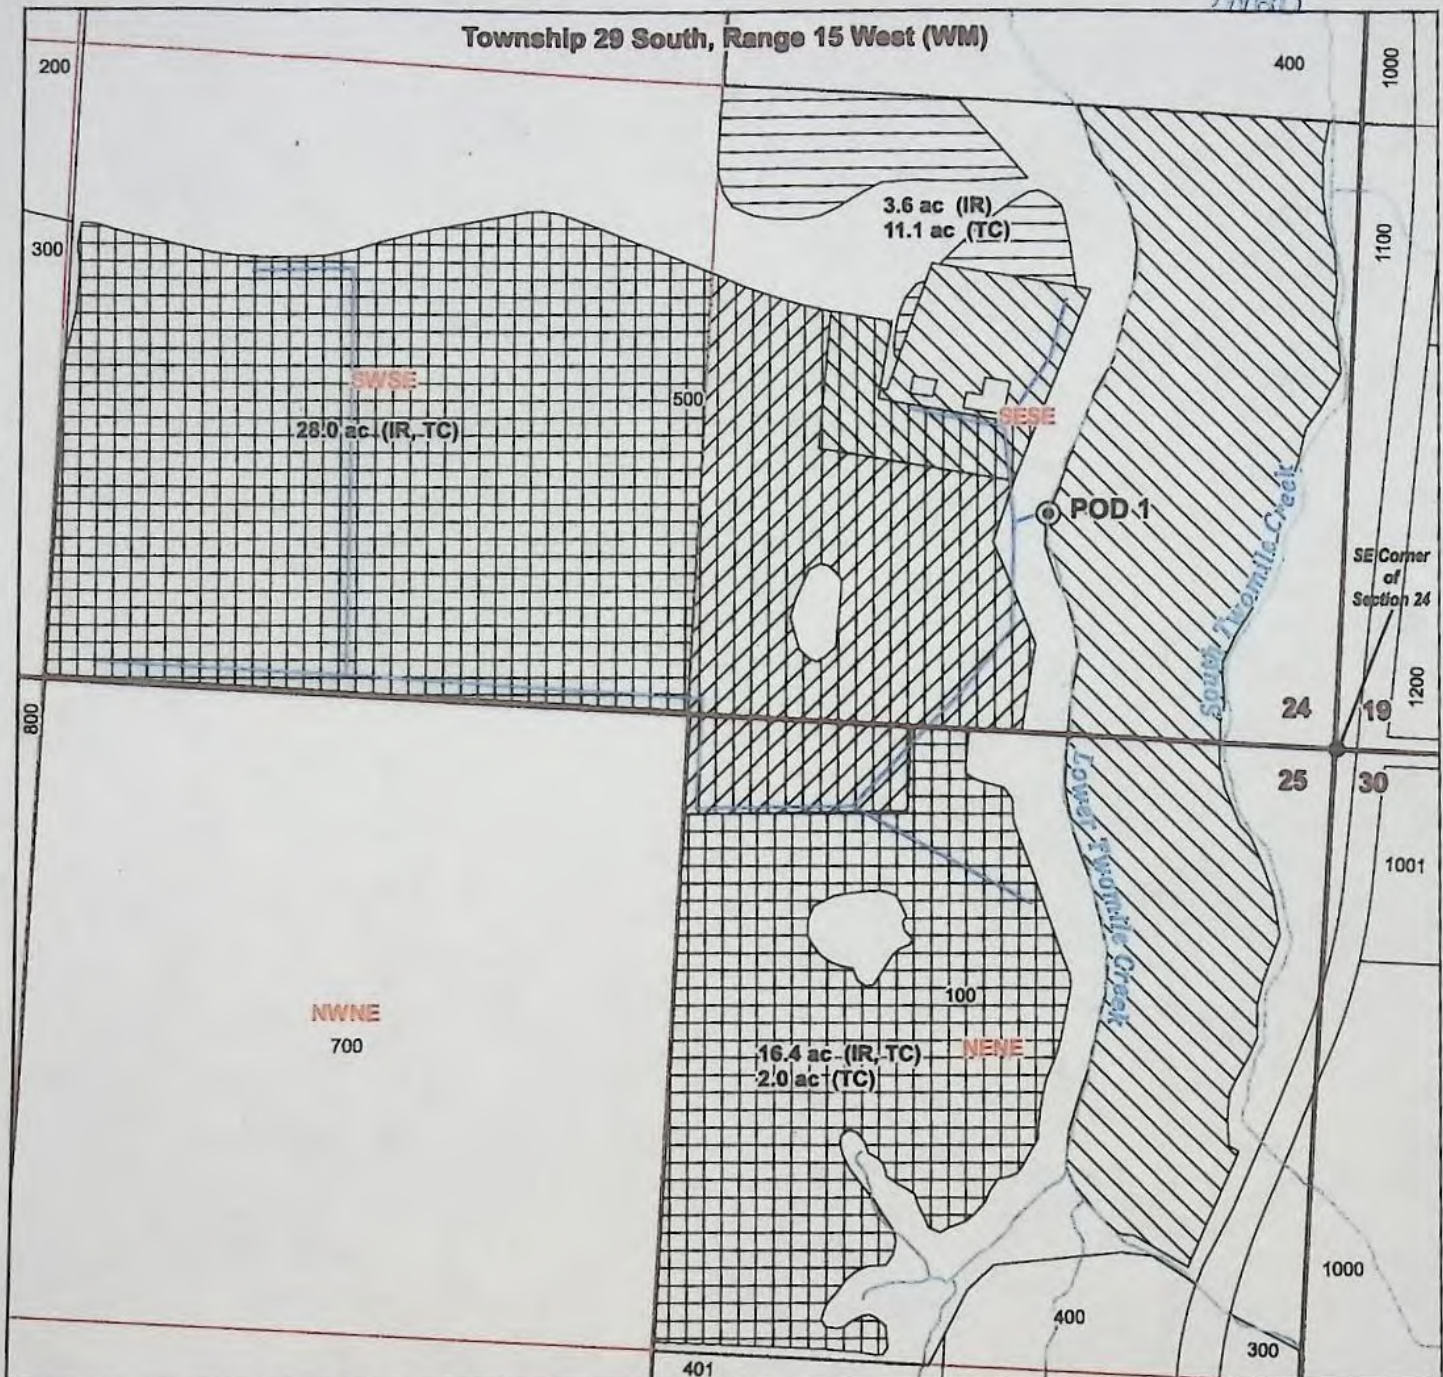 Township 29 South, Range 15 West (WM)
200
400
1000
3.6 ac (IR)
11.1 ac (TC)
300
1100
SWSE
500
28.0 ac (IR, TC)
SESE
POD 1
South Twomile Creek
SE Corner
of
Section 24
1200
24
19
800
25
30
Lower Twomile Creek
1001
100
NWNE
700
16.4 ac (IR, TC)
2.0 ac (TC)
NENE
1000
400
300
401